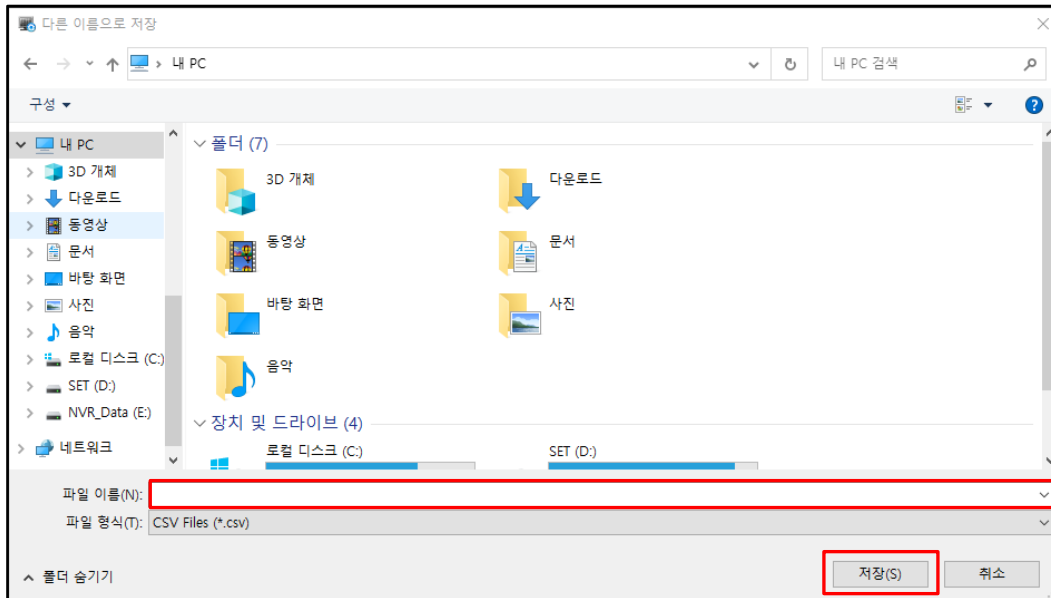 다른 이름으로 저장
내 PC
내 PC 검색
구성
내 PC
3D 개체
다운로드
동영상
문서
바탕 화면
사진
음악
로컬 디스크 (C:)
SET (D:)
NVR_Data (E:)
네트워크
폴더 (7)
3D 개체
다운로드
동영상
문서
바탕 화면
사진
음악
장치 및 드라이브 (4)
로컬 디스크 (C:)
SET (D:)
파일 이름(N):
파일 형식(T): CSV Files (*.csv)
폴더 숨기기
저장(S)
취소